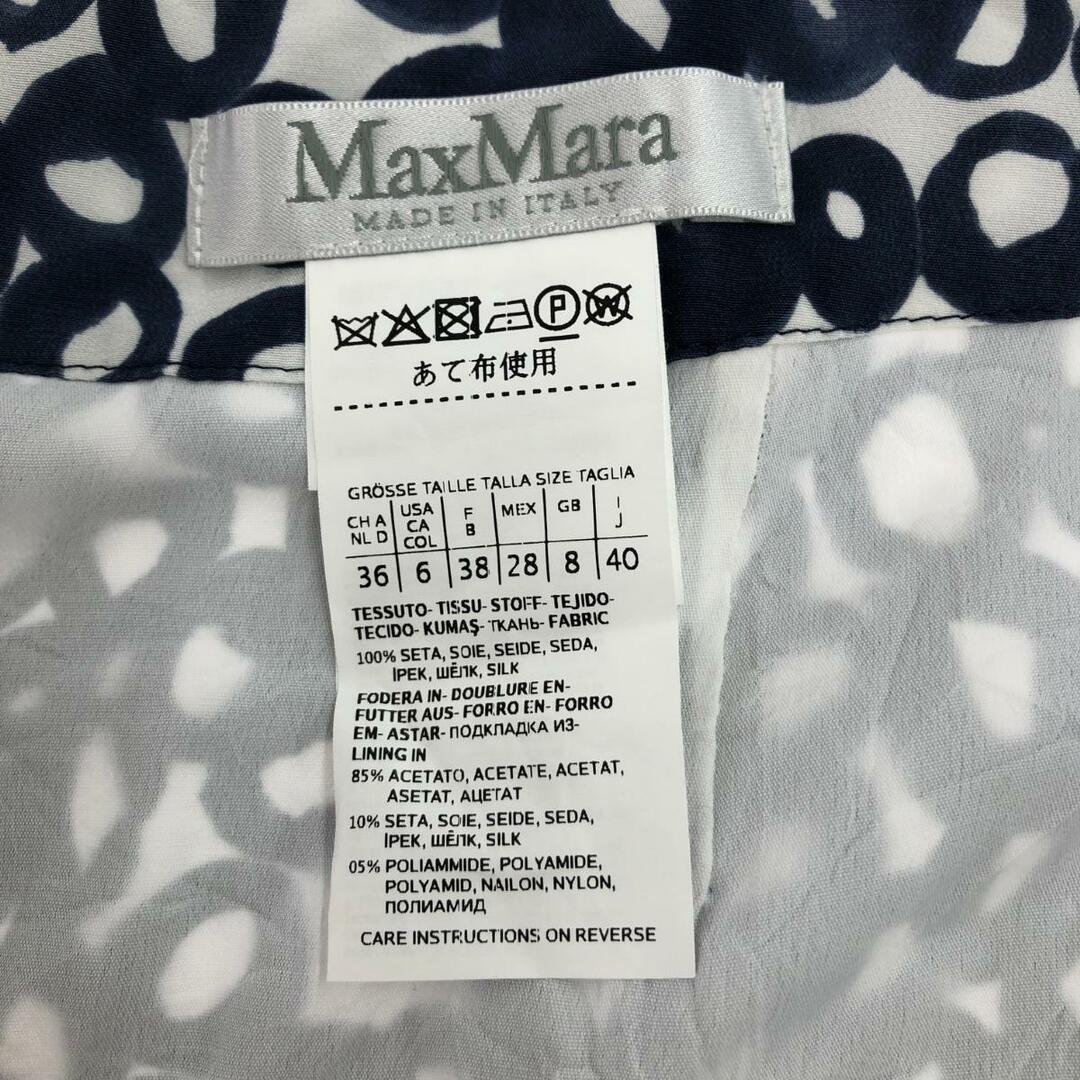 MaxMara
MADE IN ITALY
P W
あて布使用
GRÖSSE TAILLE TALLA SIZE TAGLIA
CH A NL D USA CA COL F B MEX GB I J
36 6 38 28 8 40
TESSUTO- TISSU- STOFF- TEJIDO-
TECIDO- KUMAŞ- ТКАНЬ- FABRIC
100% SETA, SOIE, SEIDE, SEDA,
İPEK, ШЁЛК, SILK
FODERA IN- DOUBLURE EN-
FUTTER AUS- FORRO EN- FORRO
EM- ASTAR- ПОДКЛАДКА ИЗ-
LINING IN
85% ACETATO, ACETATE, ACETAT,
ASETAT, АЦЕТАТ
10% SETA, SOIE, SEIDE, SEDA,
İPEK, ШЁЛК, SILK
05% POLIAMMIDE, POLYAMIDE,
POLYAMID, NAILON, NYLON,
ПОЛИАМИД
CARE INSTRUCTIONS ON REVERSE